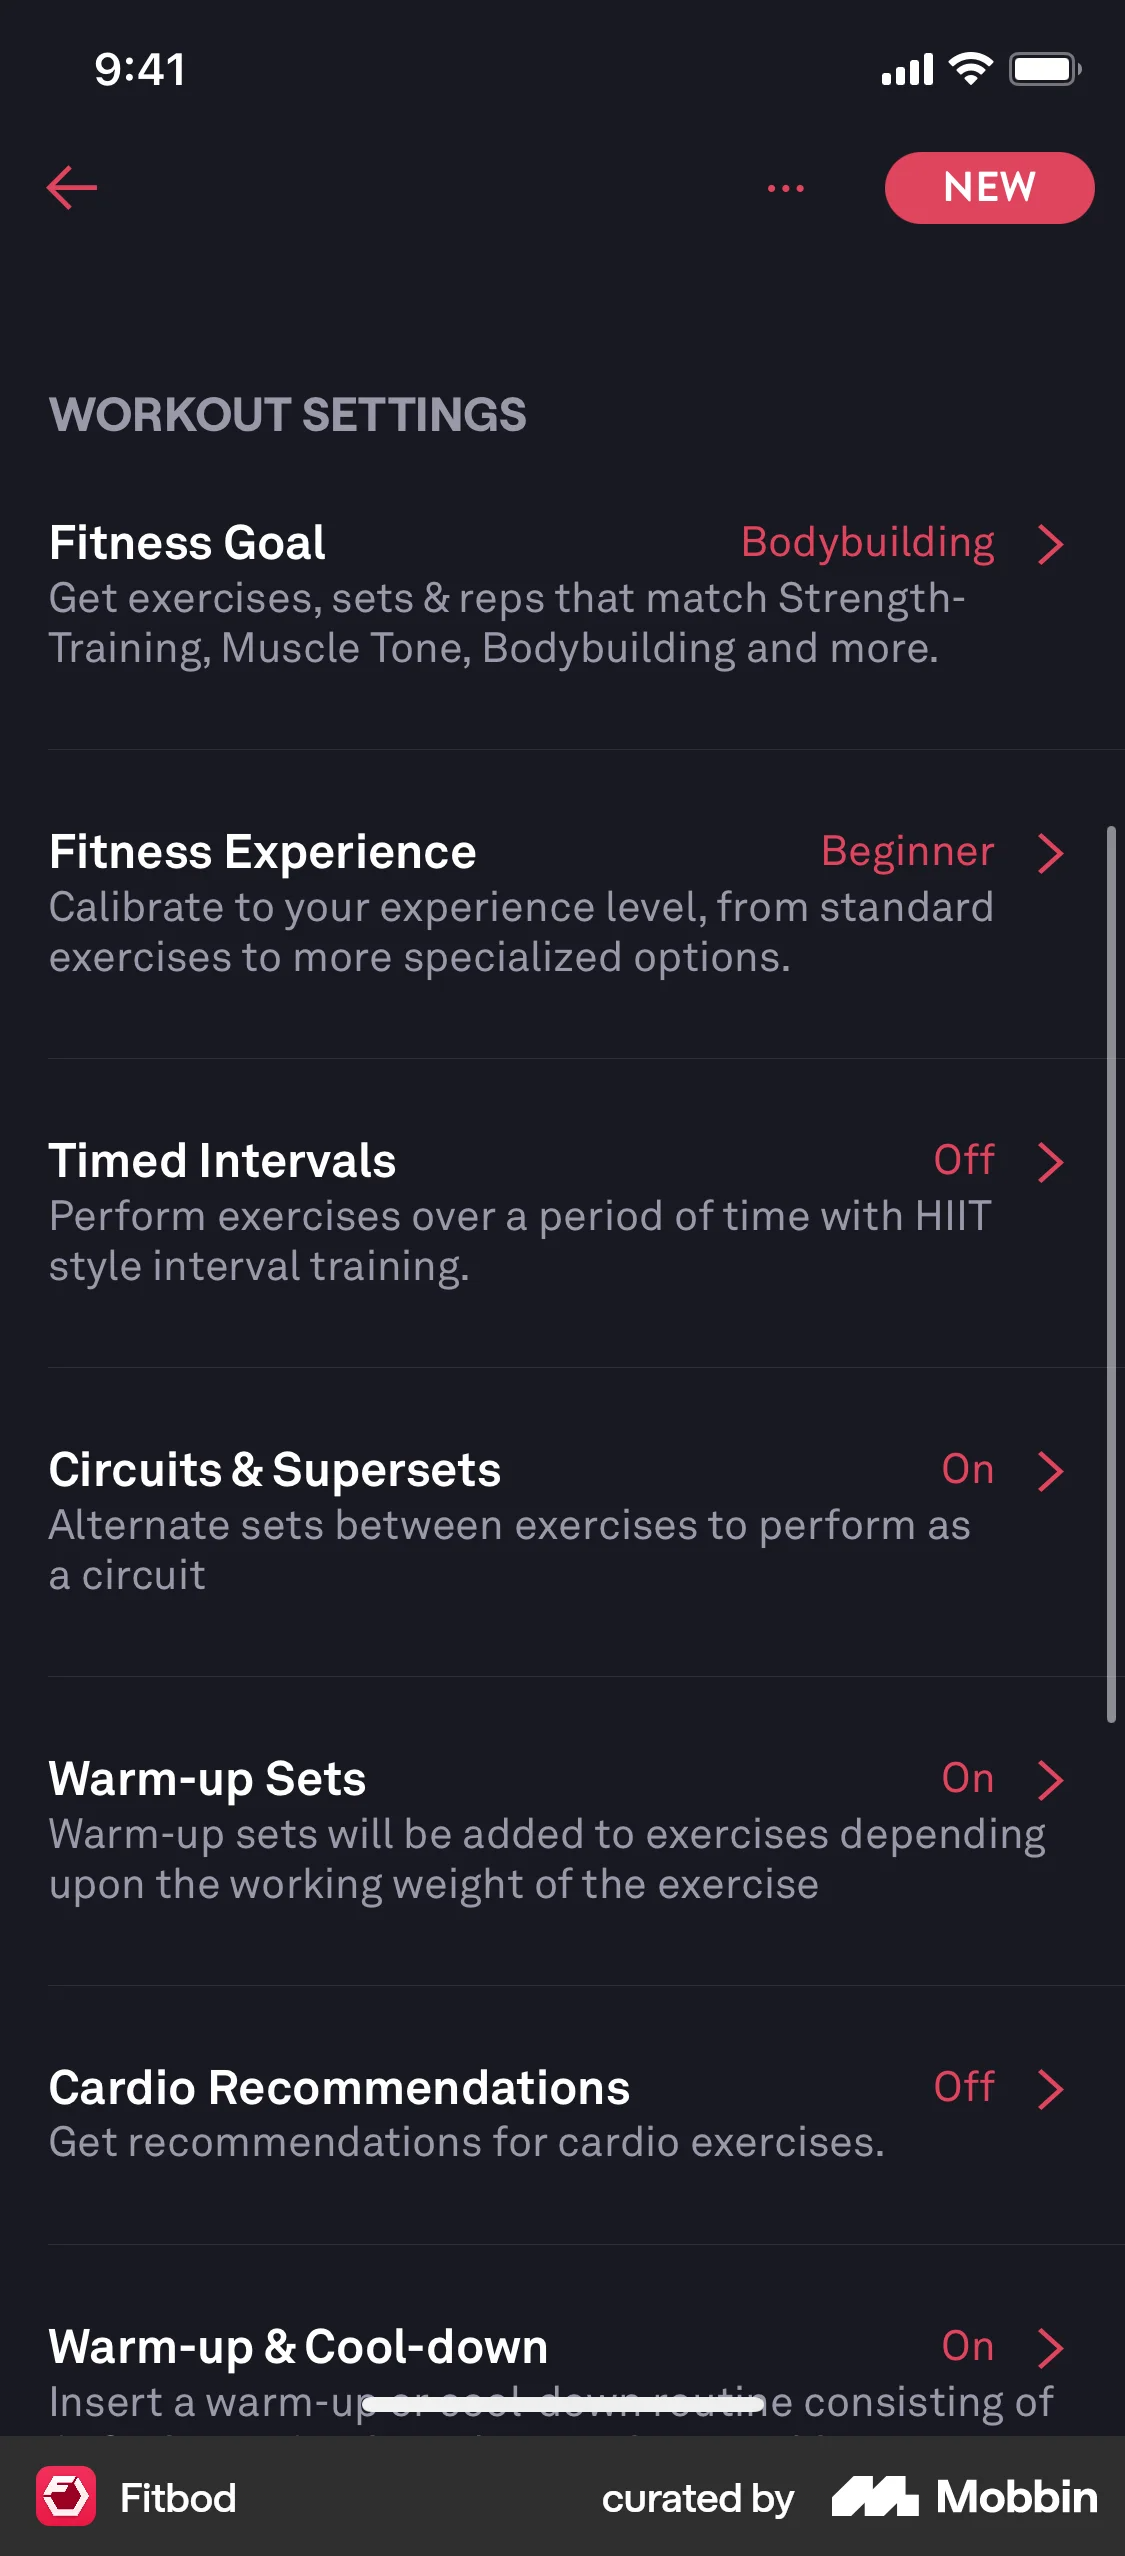 9:41
NEW
WORKOUT SETTINGS
Fitness Goal
Bodybuilding
Get exercises, sets & reps that match Strength-
Training, Muscle Tone, Bodybuilding and more.
Fitness Experience
Beginner
Calibrate to your experience level, from standard
exercises to more specialized options.
Timed Intervals
Off
Perform exercises over a period of time with HIIT
style interval training.
Circuits & Supersets
On
Alternate sets between exercises to perform as
a circuit
Warm-up Sets
On
Warm-up sets will be added to exercises depending
upon the working weight of the exercise
Cardio Recommendations
Off
Get recommendations for cardio exercises.
Warm-up & Cool-down
On
Insert a warm-up or cool-down routine consisting of
Fitbod
curated by
Mobbin